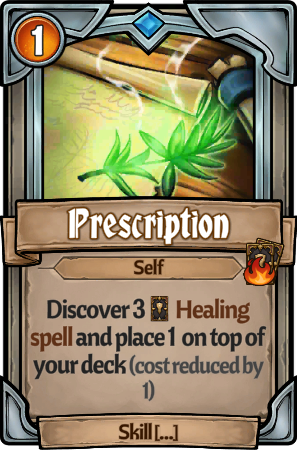 1
Prescription
Self
Discover 3 Healing
spell and place 1 on top of
your deck (cost reduced by
1)
Skill [...]